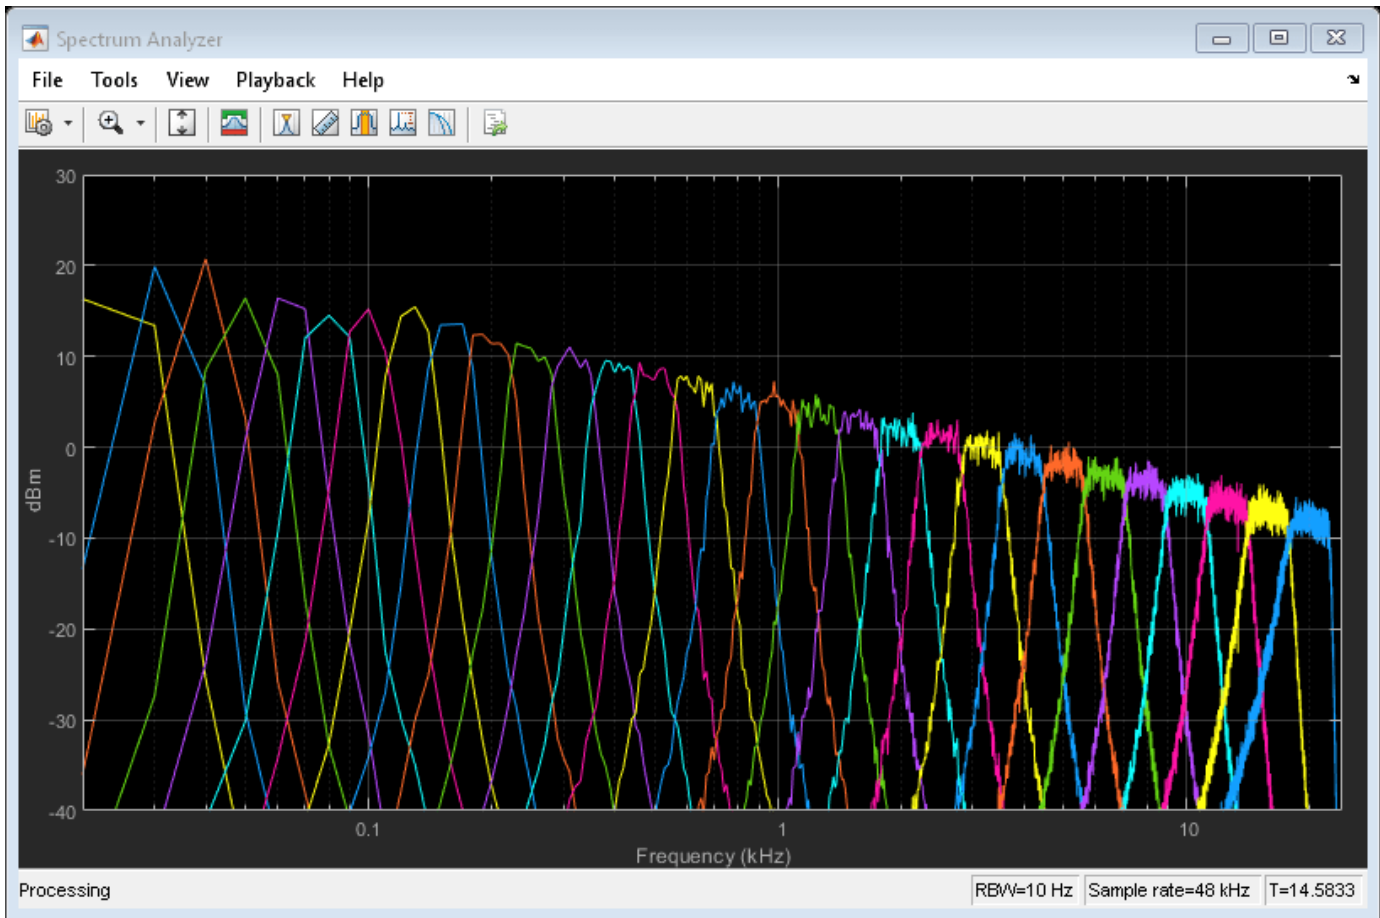 Spectrum Analyzer
File Tools View Playback Help
30
20
10
0
-10
-20
-30
-40
dBm
0.1 1 10
Frequency (kHz)
Processing RBW=10 Hz Sample rate=48 kHz T=14.5833